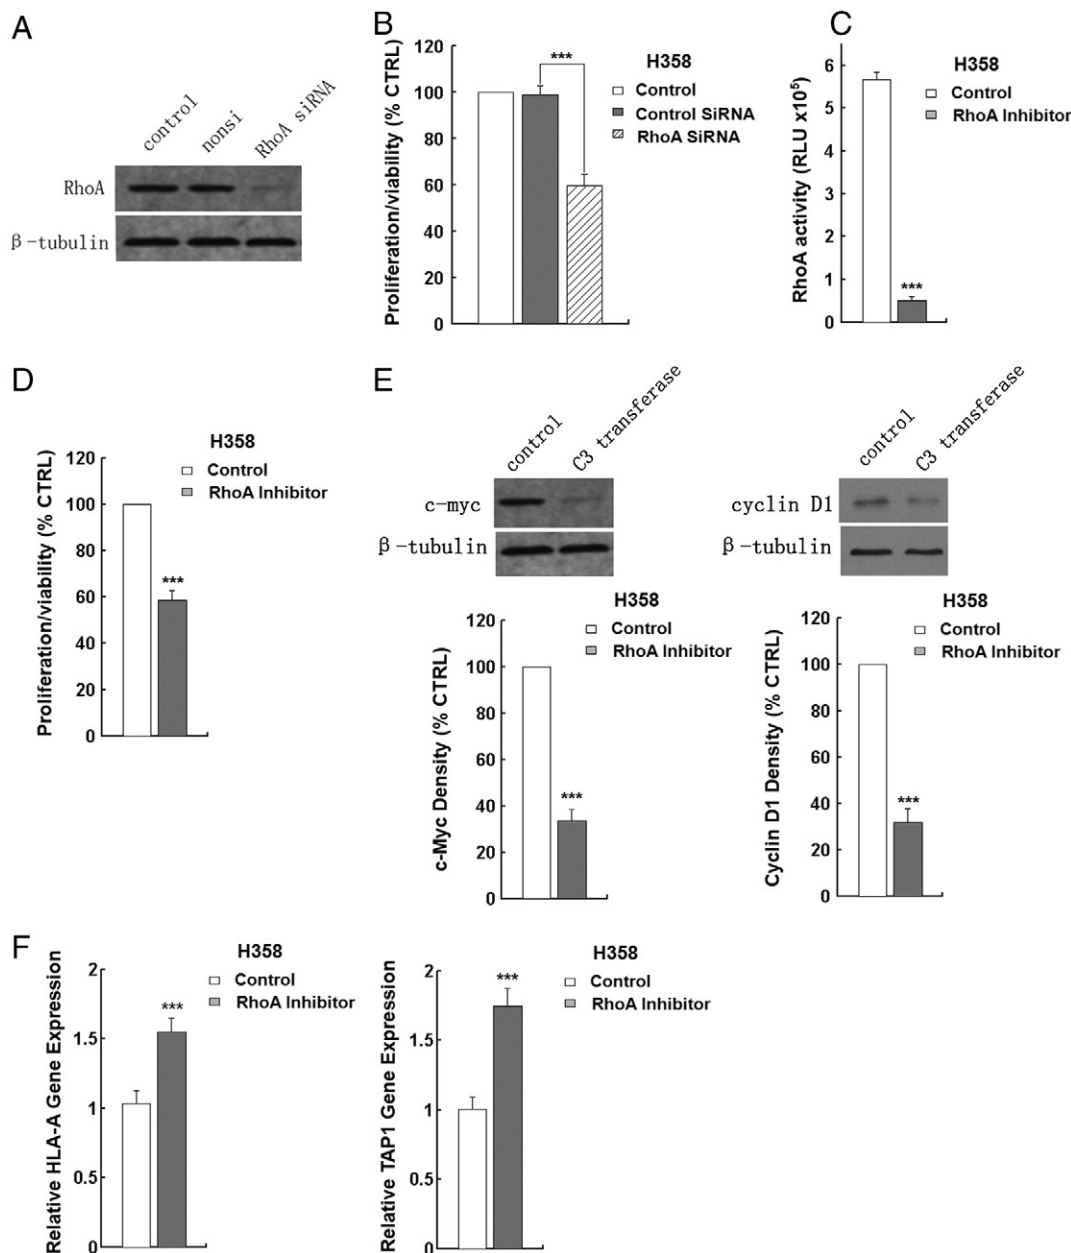 A
control
nonsi
RhoA siRNA
RhoA
β-tubulin
B
Proliferation/viability (% CTRL)
120
100
80
60
40
20
0
***
H358
Control
Control SiRNA
RhoA SiRNA
C
RhoA activity (RLU x10⁵)
6
5
4
3
2
1
0
***
H358
Control
RhoA Inhibitor
D
Proliferation/viability (% CTRL)
120
100
80
60
40
20
0
***
H358
Control
RhoA Inhibitor
E
control
C3 transferase
c-myc
β-tubulin
c-Myc Density (% CTRL)
120
100
80
60
40
20
0
***
H358
Control
RhoA Inhibitor
control
C3 transferase
cyclin D1
β-tubulin
Cyclin D1 Density (% CTRL)
120
100
80
60
40
20
0
***
H358
Control
RhoA Inhibitor
F
Relative HLA-A Gene Expression
2
1.5
1
0.5
0
***
H358
Control
RhoA Inhibitor
Relative TAP1 Gene Expression
2
1.5
1
0.5
0
***
H358
Control
RhoA Inhibitor